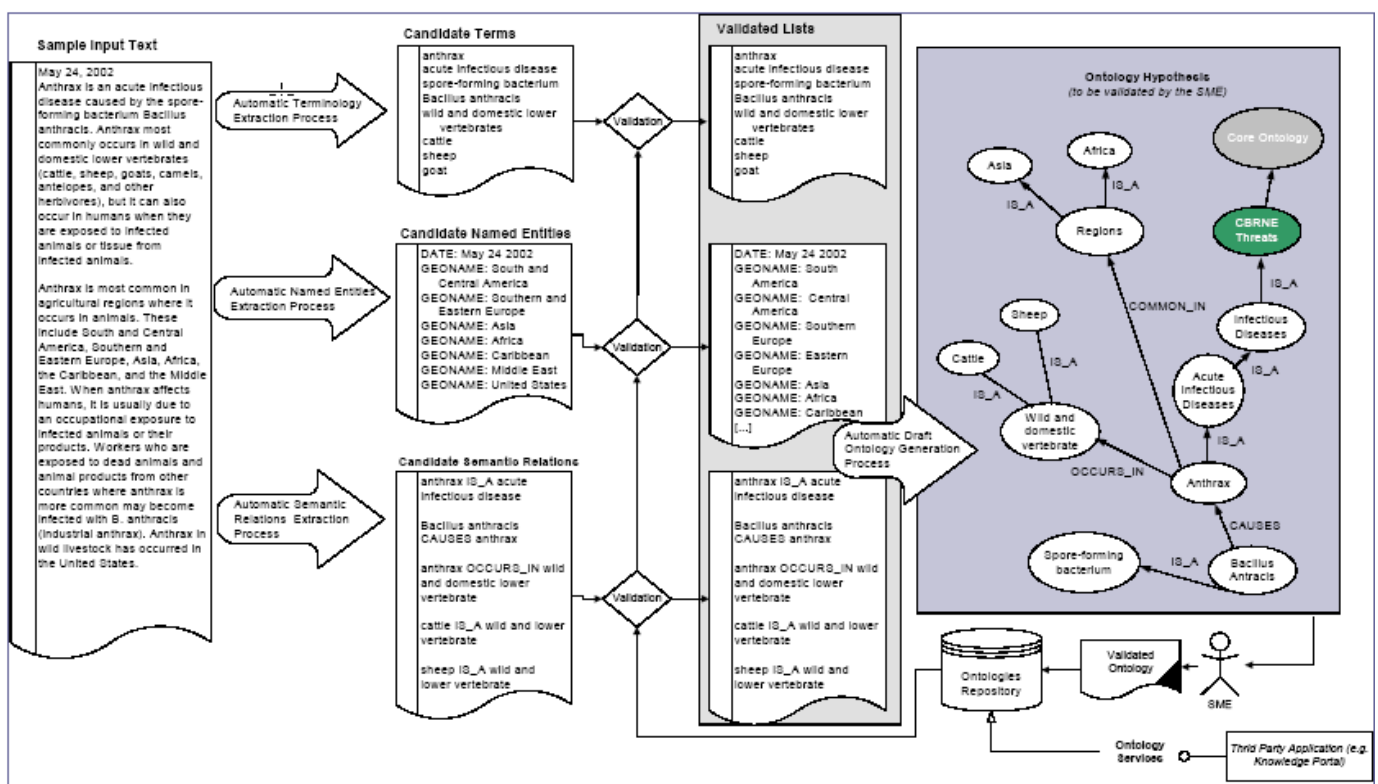 Sample Input Text
May 24, 2002
Anthrax is an acute infectious
disease caused by the spore-
forming bacterium Bacillus
anthracis. Anthrax most
commonly occurs in wild and
domestic lower vertebrates
(cattle, sheep, goats, camels,
antelopes, and other
herbivores), but it can also
occur in humans when they
are exposed to infected
animals or tissue from
infected animals.
Anthrax is most common in
agricultural regions where it
occurs in animals. These
include South and Central
America, Southern and
Eastern Europe, Asia, Africa,
the Caribbean, and the Middle
East. When anthrax affects
humans, it is usually due to
an occupational exposure to
infected animals or their
products. Workers who are
exposed to dead animals and
animal products from other
countries where anthrax is
more common may become
infected with B. anthracis
(industrial anthrax). Anthrax in
wild livestock has occurred in
the United States.
Automatic Terminology
Extraction Process
Automatic Named Entities
Extraction Process
Automatic Semantic
Relations Extraction
Process
Candidate Terms
anthrax
acute infectious disease
spore-forming bacterium
Bacillus anthracis
wild and domestic lower
vertebrates
cattle
sheep
goat
Candidate Named Entities
DATE: May 24 2002
GEONAME: South and
Central America
GEONAME: Southern and
Eastern Europe
GEONAME: Asia
GEONAME: Africa
GEONAME: Caribbean
GEONAME: Middle East
GEONAME: United States
Candidate Semantic Relations
anthrax IS_A acute
infectious disease
Bacillus anthracis
CAUSES anthrax
anthrax OCCURS_IN wild
and domestic lower
vertebrate
cattle IS_A wild and lower
vertebrate
sheep IS_A wild and
lower vertebrate
Validation
Validation
Validation
Validated Lists
anthrax
acute infectious disease
spore-forming bacterium
Bacillus anthracis
wild and domestic lower
vertebrates
cattle
sheep
goat
DATE: May 24 2002
GEONAME: South
America
GEONAME: Central
America
GEONAME: Southern
Europe
GEONAME: Eastern
Europe
GEONAME: Asia
GEONAME: Africa
GEONAME: Caribbean
[...]
anthrax IS_A acute
infectious disease
Bacillus anthracis
CAUSES anthrax
anthrax OCCURS_IN wild
and domestic lower
vertebrate
cattle IS_A wild and lower
vertebrate
sheep IS_A wild and
lower vertebrate
Automatic Draft
Ontology Generation
Process
Ontology Hypothesis
(to be validated by the SME)
Core Ontology
Africa
Asia
IS_A
IS_A
Regions
CBRNE
Threats
IS_A
COMMON_IN
Infectious
Diseases
Sheep
Cattle
IS_A
IS_A
IS_A
Acute
Infectious
Diseases
Wild and
domestic
vertebrate
IS_A
OCCURS_IN
Anthrax
CAUSES
Spore-forming
bacterium
IS_A
Bacillus
Antracis
Ontologies
Repository
Validated
Ontology
SME
Ontology
Services
Thrid Party Application (e.g.
Knowledge Portal)